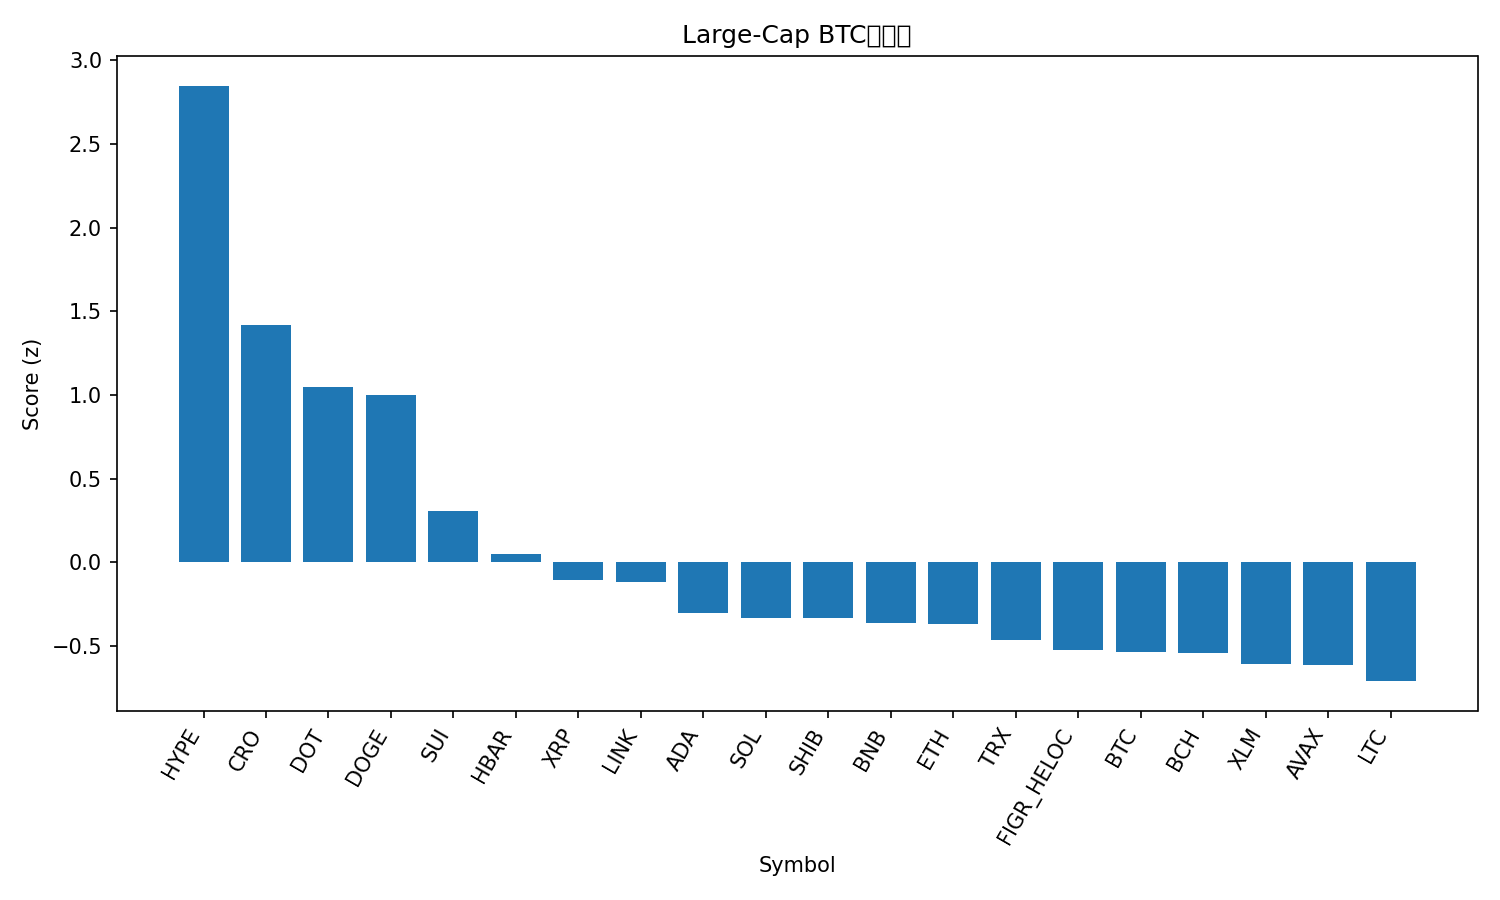 Large-Cap BTC
Score (z)
3.0
2.5
2.0
1.5
1.0
0.5
0.0
−0.5
HYPE
CRO
DOT
DOGE
SUI
HBAR
XRP
LINK
ADA
SOL
SHIB
BNB
ETH
TRX
FIGR_HELOC
BTC
BCH
XLM
AVAX
LTC
Symbol